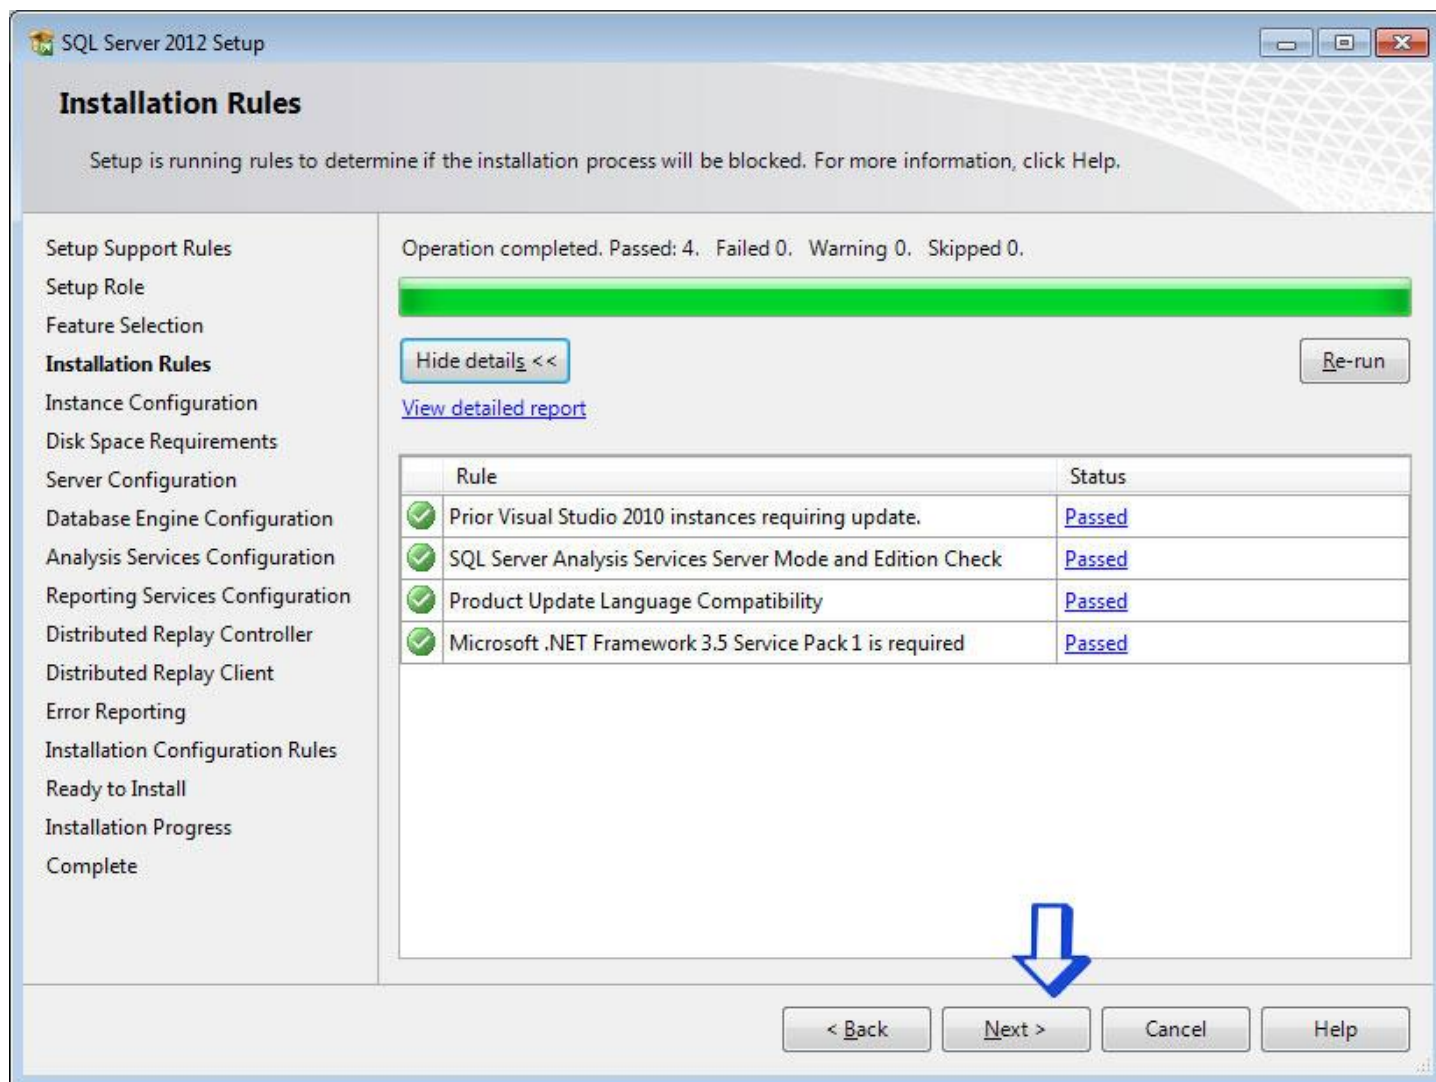 SQL Server 2012 Setup
Installation Rules
Setup is running rules to determine if the installation process will be blocked. For more information, click Help.
Setup Support Rules
Setup Role
Feature Selection
Installation Rules
Instance Configuration
Disk Space Requirements
Server Configuration
Database Engine Configuration
Analysis Services Configuration
Reporting Services Configuration
Distributed Replay Controller
Distributed Replay Client
Error Reporting
Installation Configuration Rules
Ready to Install
Installation Progress
Complete
Operation completed. Passed: 4. Failed 0. Warning 0. Skipped 0.
Hide details <<
Re-run
View detailed report
Rule Status
Prior Visual Studio 2010 instances requiring update. Passed
SQL Server Analysis Services Server Mode and Edition Check Passed
Product Update Language Compatibility Passed
Microsoft .NET Framework 3.5 Service Pack 1 is required Passed
< Back Next > Cancel Help